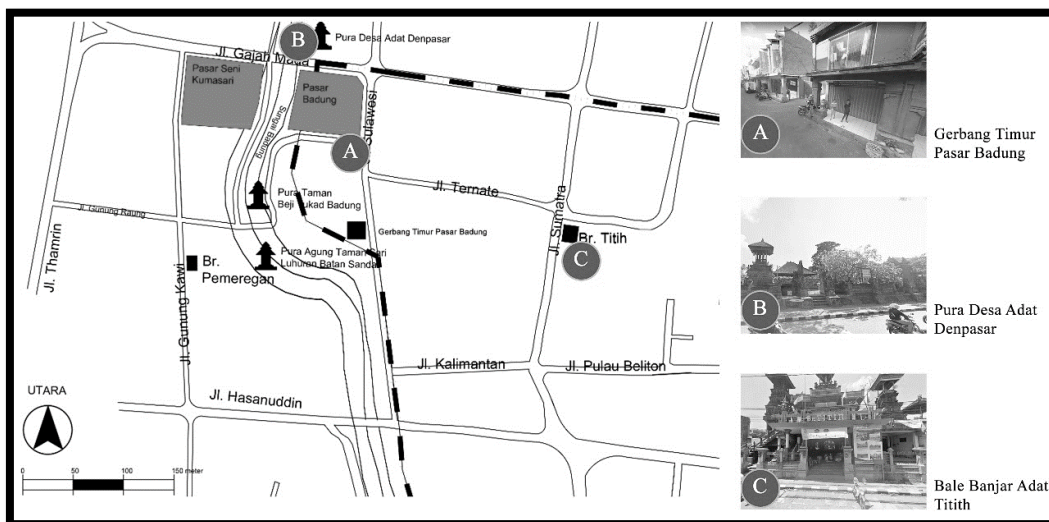 B
Pura Desa Adat Denpasar
Jl. Gajah Mada
Pasar Seni
Kumasari
Pasar
Badung
Sungai Badung
Sulawesi
A
Jl. Ternate
Jl. Sumatra
Pura Taman
Beji Tukad Badung
Jl. Gunung Raung
Gerbang Timur Pasar Badung
Br. Titih
C
Jl. Thamrin
Br.
Pemeregan
Pura Agung Taman Sari
Luhuran Batan Sandat
Jl. Gunung Kawi
Jl. Kalimantan
Jl. Pulau Beliton
UTARA
Jl. Hasanuddin
0
50
100
150 meter
A
Gerbang Timur
Pasar Badung
B
Pura Desa Adat
Denpasar
C
Bale Banjar Adat
Titith